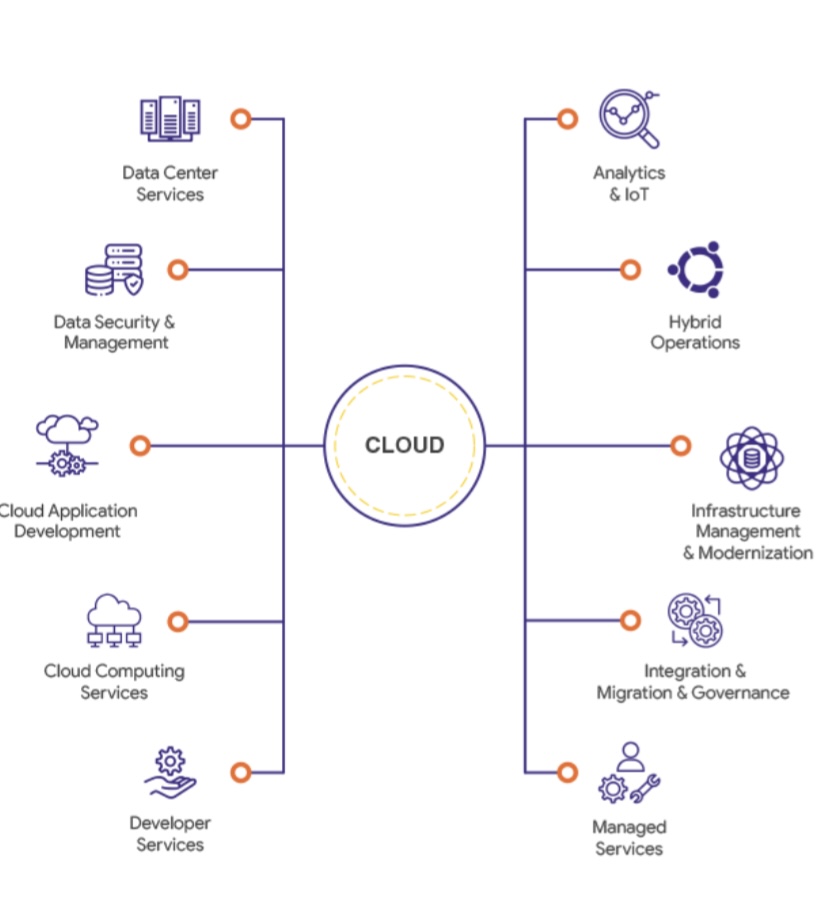 Data Center
Services
Data Security &
Management
Cloud Application
Development
Cloud Computing
Services
Developer
Services
CLOUD
Analytics
& IoT
Hybrid
Operations
Infrastructure
Management
& Modernization
Integration &
Migration & Governance
Managed
Services